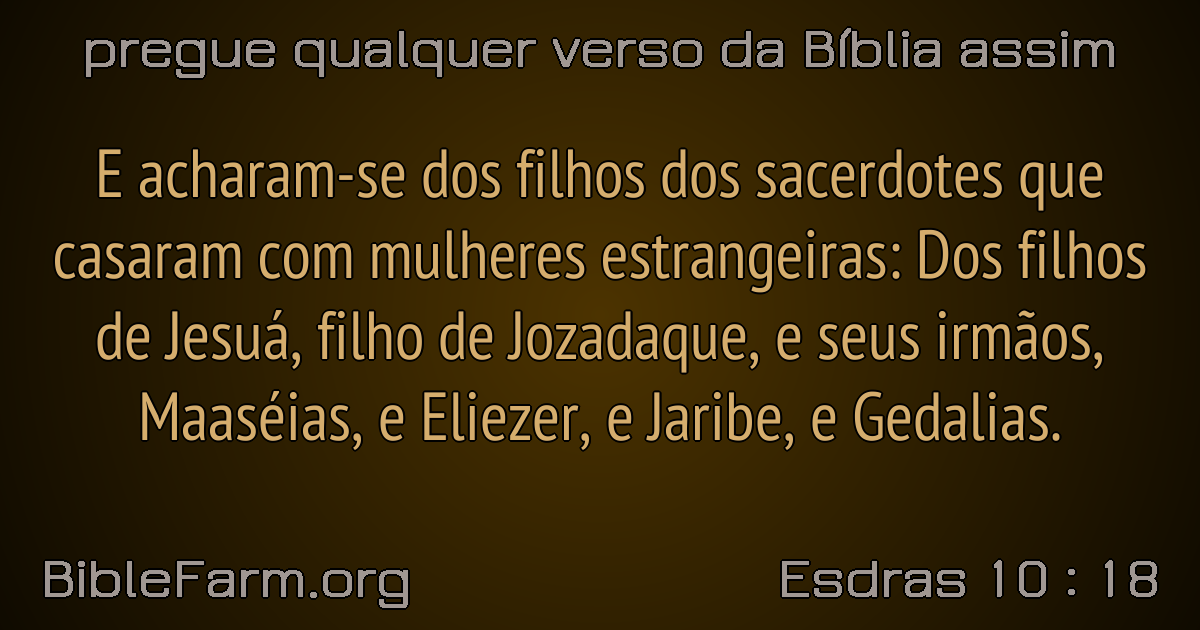 pregue qualquer verso da Bíblia assim
E acharam-se dos filhos dos sacerdotes que
casaram com mulheres estrangeiras: Dos filhos
de Jesuá, filho de Jozadaque, e seus irmãos,
Maaséias, e Eliezer, e Jaribe, e Gedalias.
BibleFarm.org
Esdras 10 : 18